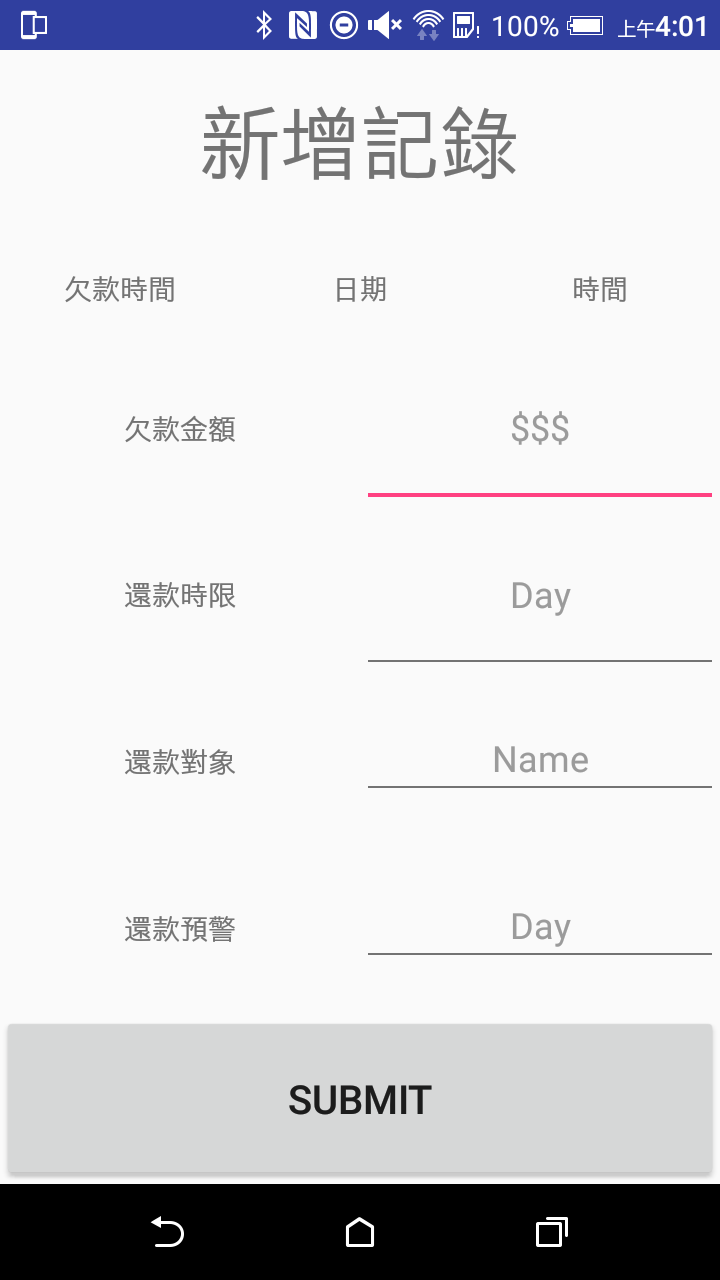 100% 上午4:01
新增記錄
欠款時間 日期 時間
欠款金額 $$$
還款時限 Day
還款對象 Name
還款預警 Day
SUBMIT